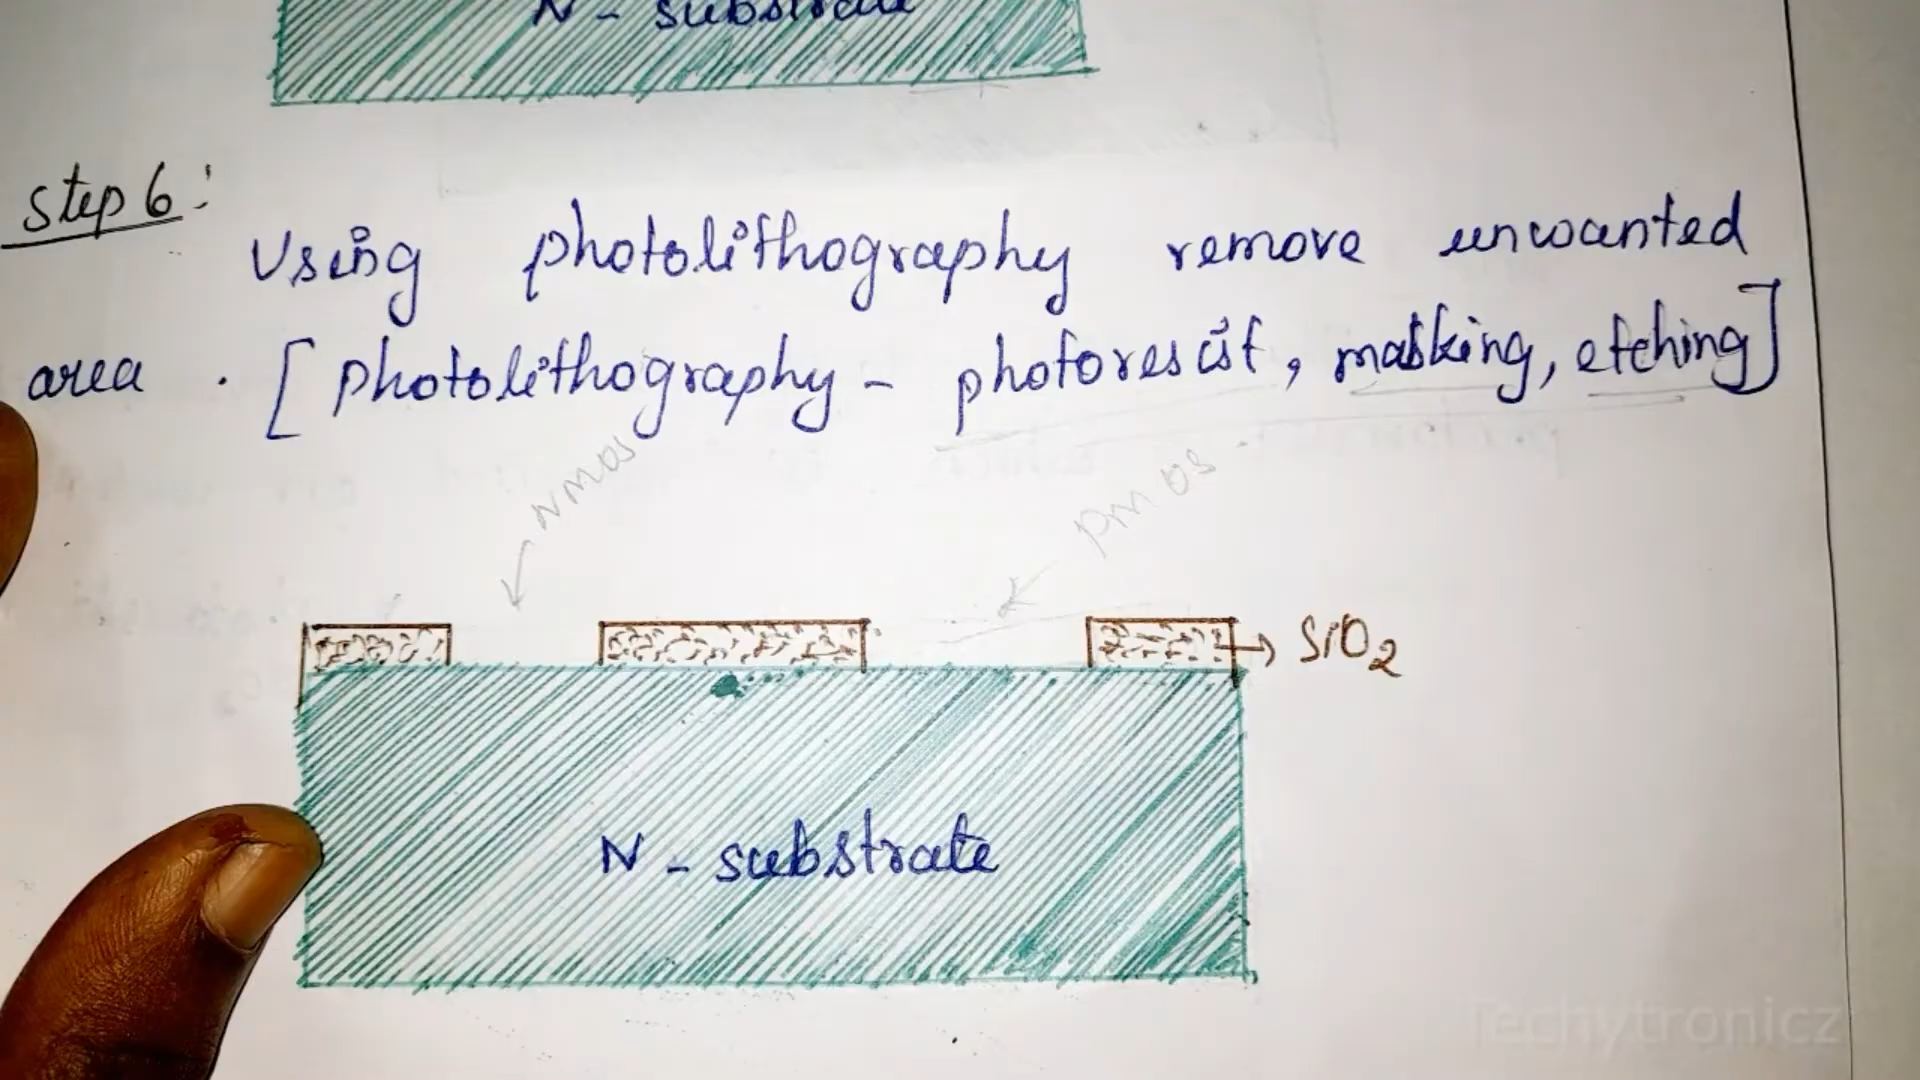 N - substrate
Step 6:
Using photolithography remove unwanted
area . [ photolithography - photoresist, masking, etching]
NMOS
PMOS
SiO2
N - substrate
Techytronicz